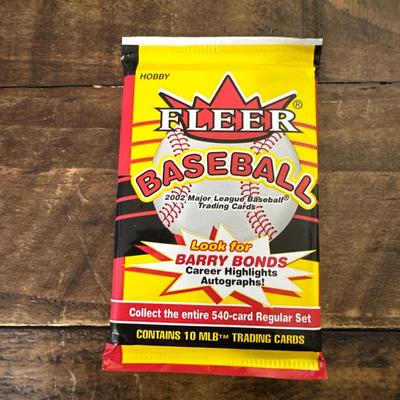 HOBBY
FLEER®
BASEBALL
2002 Major League Baseball®
Trading Cards
Look for
BARRY BONDS
Career Highlights
Autographs!
Collect the entire 540-card Regular Set
CONTAINS 10 MLB™ TRADING CARDS